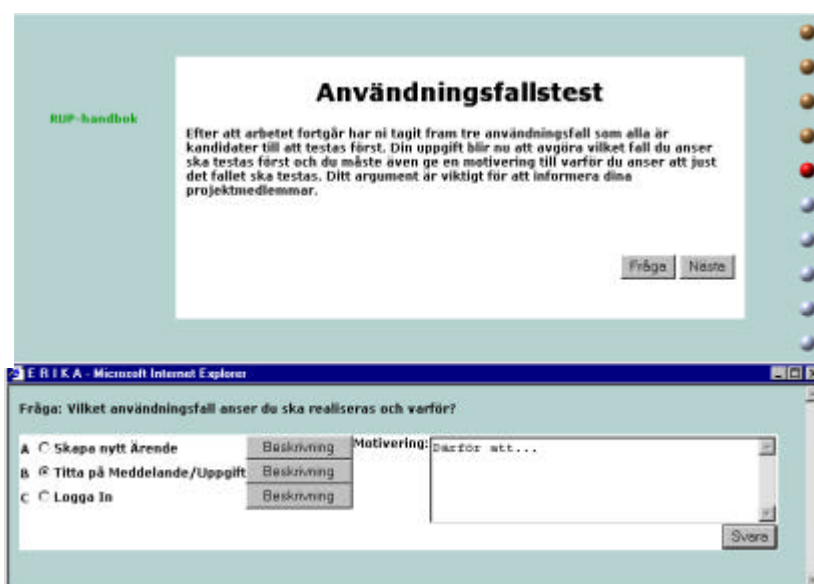 Användningsfallstest
RUP-handbok
Efter att arbetet fortgår har ni tagit fram tre användningsfall som alla är
kandidater till att testas först. Din uppgift blir nu att avgöra vilket fall du anser
ska testas först och du måste även ge en motivering till varför du anser att just
det fallet ska testas. Ditt argument är viktigt för att informera dina
projektmedlemmar.
Fråga Nästa
E R I K A - Microsoft Internet Explorer
Fråga: Vilket användningsfall anser du ska realiseras och varför?
A Skapa nytt Ärende Beskrivning Motivering: Därför att...
B Titta på Meddelande/Uppgift Beskrivning
C Logga In Beskrivning
Svara